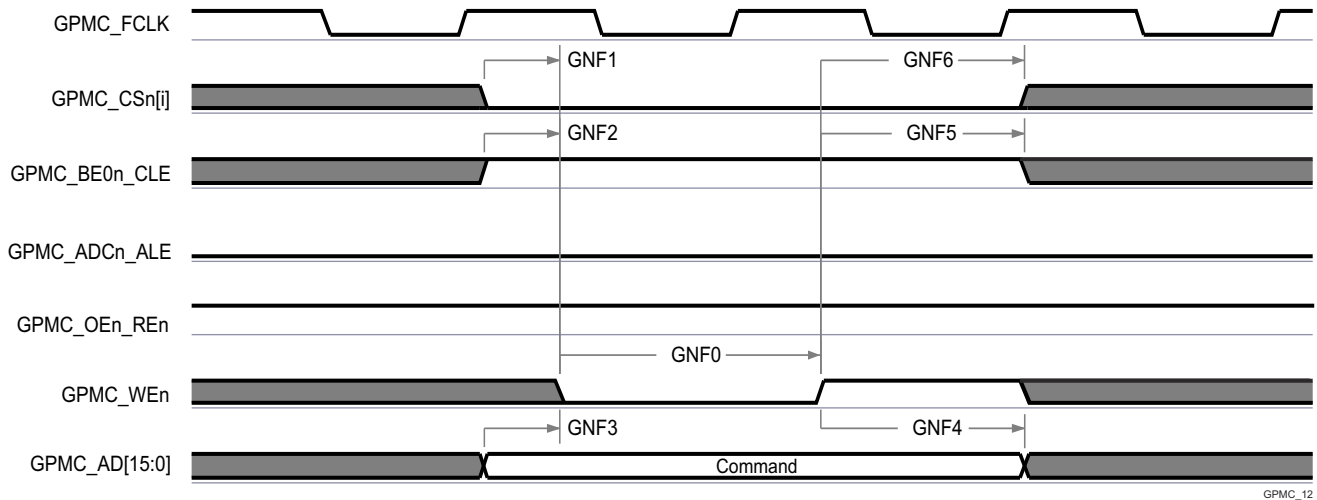 GPMC_FCLK
GNF1
GNF6
GPMC_CSn[i]
GNF2
GNF5
GPMC_BE0n_CLE
GPMC_ADCn_ALE
GPMC_OEn_REn
GNF0
GPMC_WEn
GNF3
GNF4
GPMC_AD[15:0]
Command
GPMC_12